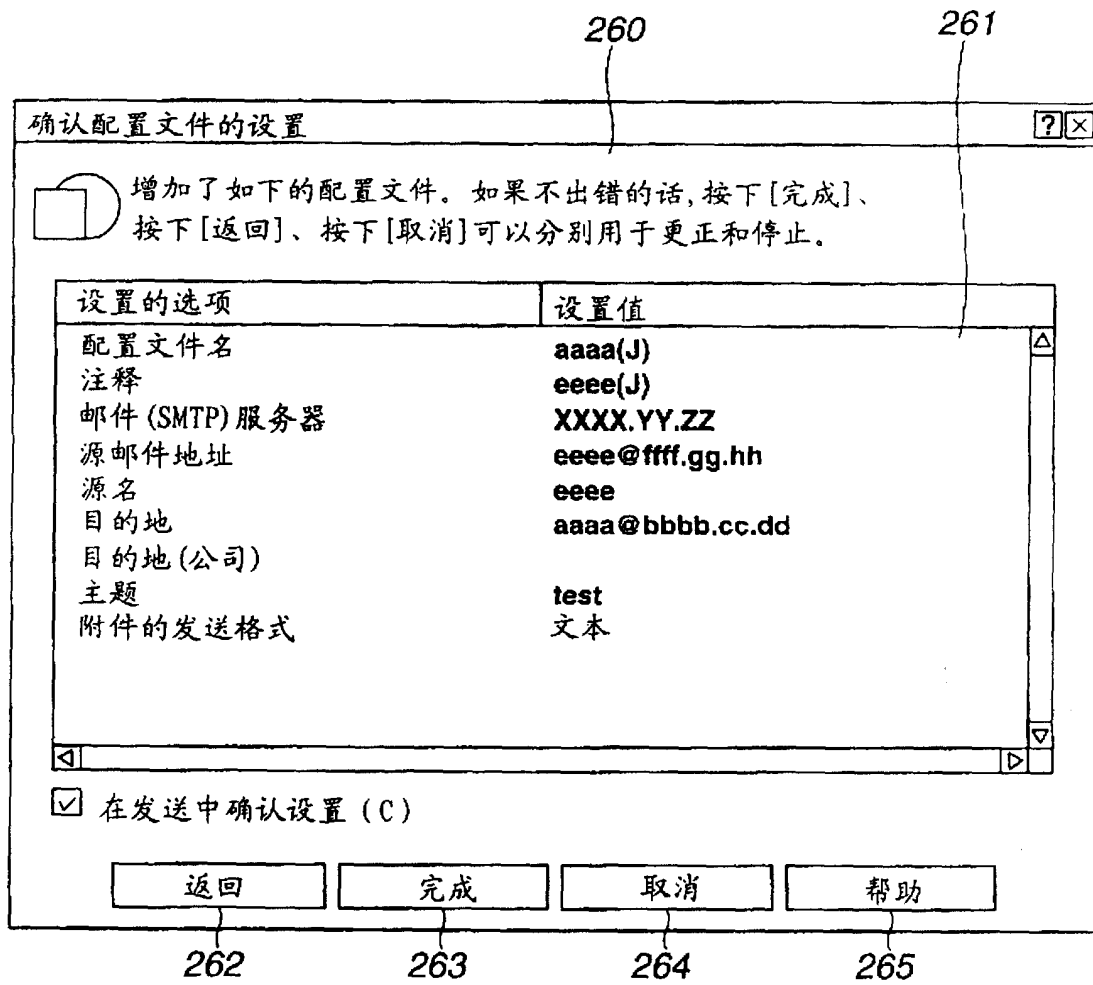 260 261
确认配置文件的设置 ?×
增加了如下的配置文件。如果不出错的话,按下[完成]、
按下[返回]、按下[取消]可以分别用于更正和停止。
设置的选项 设置值
配置文件名 aaaa(J)
注释 eeee(J)
邮件(SMTP)服务器 XXXX.YY.ZZ
源邮件地址 eeee@ffff.gg.hh
源名 eeee
目的地 aaaa@bbbb.cc.dd
目的地(公司)
主题 test
附件的发送格式 文本
在发送中确认设置(C)
返回 完成 取消 帮助
262 263 264 265